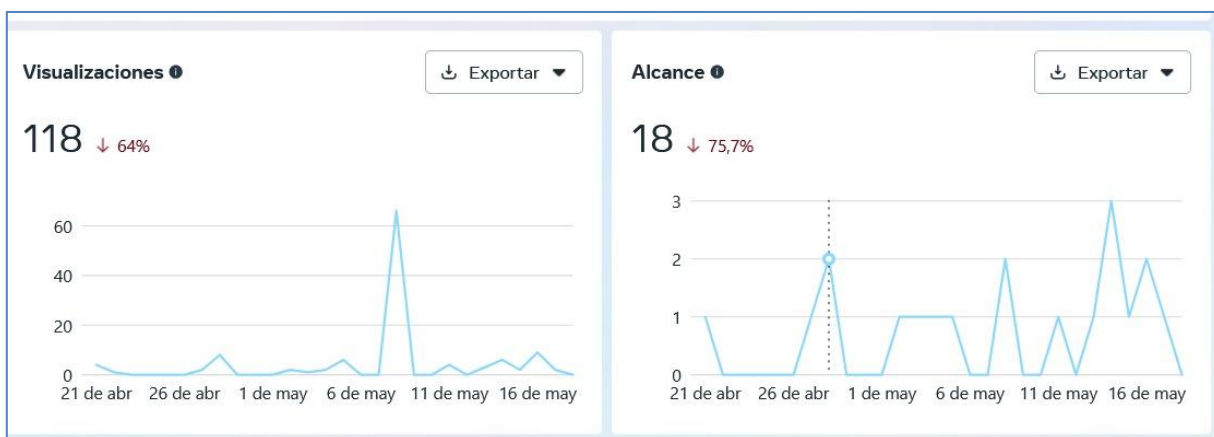 Visualizaciones
Exportar
118 ↓ 64%
60
40
20
0
21 de abr 26 de abr 1 de may 6 de may 11 de may 16 de may
Alcance
Exportar
18 ↓ 75,7%
3
2
1
0
21 de abr 26 de abr 1 de may 6 de may 11 de may 16 de may